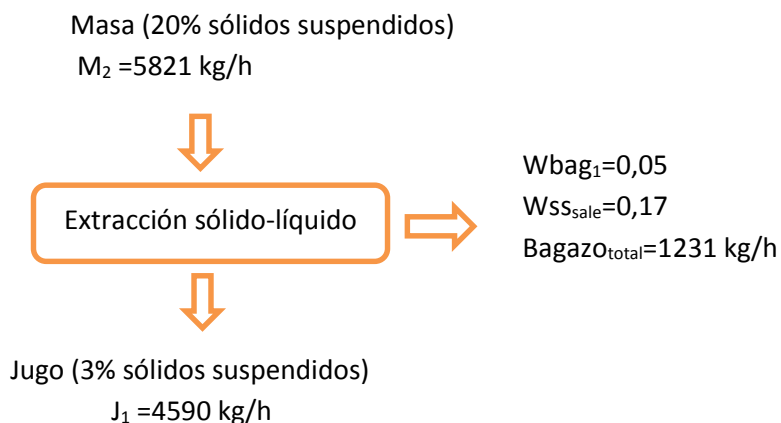 Masa (20% sólidos suspendidos)
M₂ =5821 kg/h
Extracción sólido-líquido
Wbag₁=0,05
Wss_sale=0,17
Bagazo_total=1231 kg/h
Jugo (3% sólidos suspendidos)
J₁ =4590 kg/h